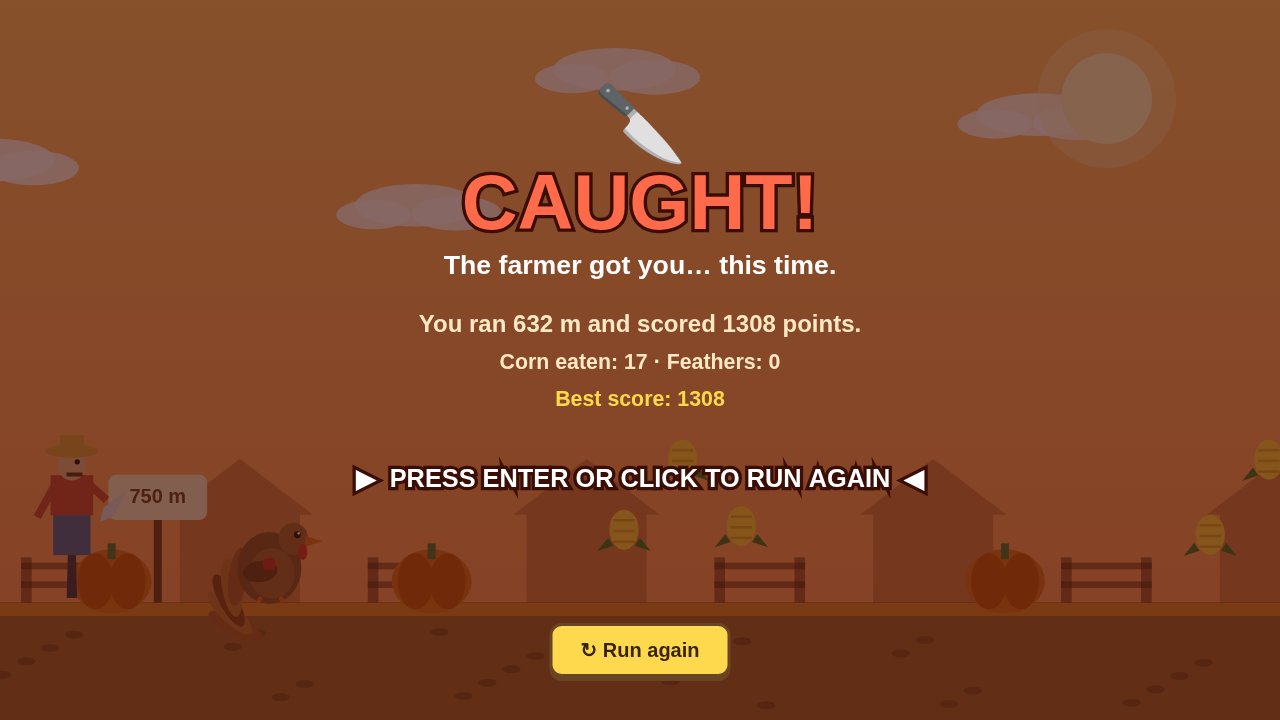 CAUGHT!
The farmer got you… this time.
You ran 632 m and scored 1308 points.
Corn eaten: 17 · Feathers: 0
Best score: 1308
▶ PRESS ENTER OR CLICK TO RUN AGAIN ◀
750 m
↻ Run again